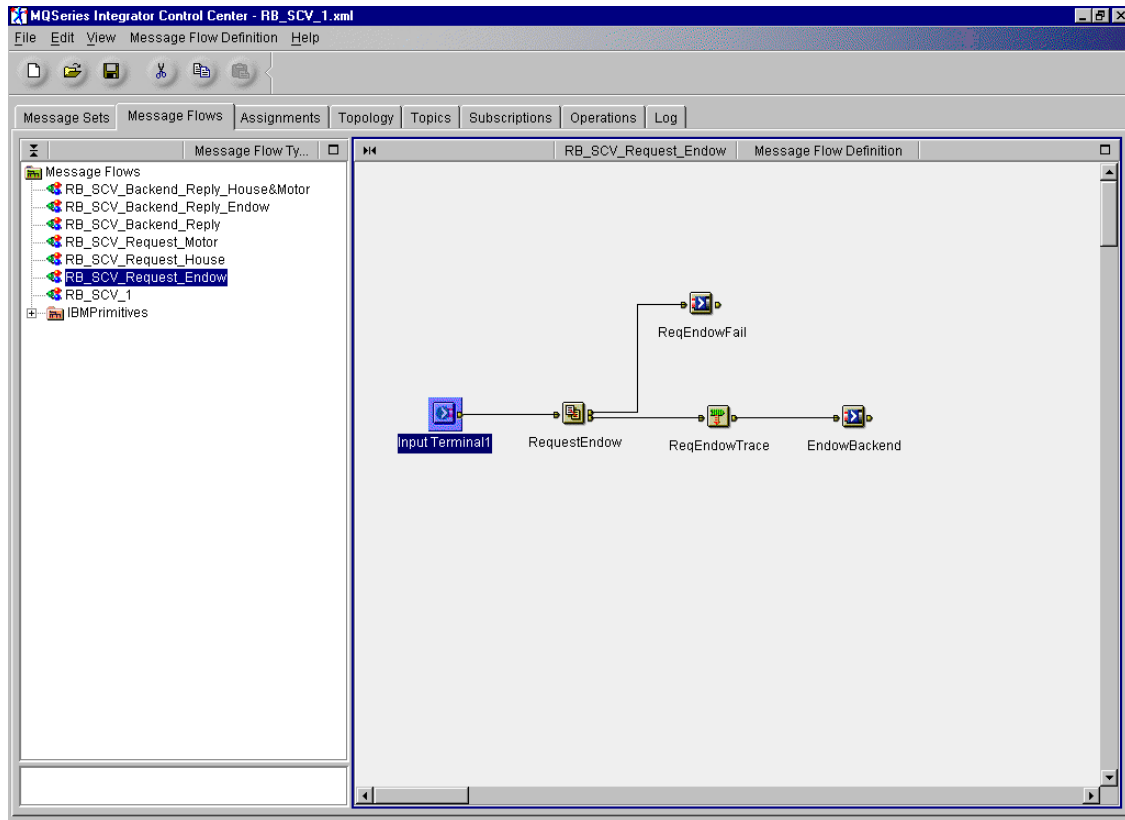 MQSeries Integrator Control Center - RB_SCV_1.xml
File Edit View Message Flow Definition Help
Message Sets Message Flows Assignments Topology Topics Subscriptions Operations Log
Message Flow Ty...
RB_SCV_Request_Endow Message Flow Definition
Message Flows
RB_SCV_Backend_Reply_House&Motor
RB_SCV_Backend_Reply_Endow
RB_SCV_Backend_Reply
RB_SCV_Request_Motor
RB_SCV_Request_House
RB_SCV_Request_Endow
RB_SCV_1
IBMPrimitives
ReqEndowFail
Input Terminal1
RequestEndow
ReqEndowTrace
EndowBackend